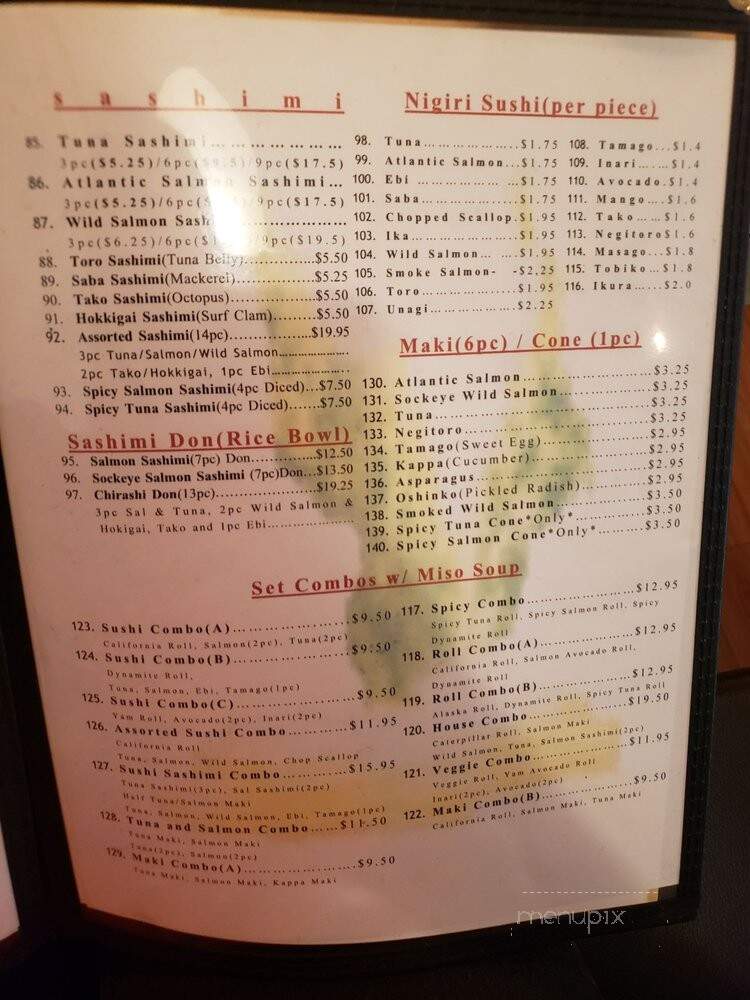 sashimi
85. Tuna Sashimi
3pc($5.25)/6pc( .5)/9pc($17.5)
86. Atlantic Salmon Sashimi...
3pc($5.25)/6pc( 9pc($17.5)
87. Wild Salmon
3pc($6.25)/6pc( 9pc($19.5)
88. Toro Sashimi(Tuna Belly) $5.50
89. Saba Sashimi(Mackerel) $5.25
90. Tako Sashimi(Octopus) $5.50
91. Hokkigai Sashimi(Surf Clam) $5.50
92. Assorted Sashimi(14pc) $19.95
3pc Tuna/Salmon/Wild Salmon
2pc Tako/Hokkigai, 1pc Ebi
93. Spicy Salmon Sashimi(4pc Diced)...$7.50
94. Spicy Tuna Sashimi(4pc Diced) $7.50
Sashimi Don(Rice Bowl)
95. Salmon Sashimi(7pc) Don $12.50
96. Sockeye Salmon Sashimi (7pc)Don...$13.50
97. Chirashi Don(13pc) $19.25
3pc Sal & Tuna, 2pc Wild Salmon &
Hokigai, Tako and 1pc Ebi
Nigiri Sushi(per piece)
98. Tuna $1.75
99. Atlantic Salmon...$1.75
100. Ebi $1.75
101. Saba $1.75
102. Chopped Scallop.$1.95
103. Ika $1.95
104. Wild Salmon $1.95
105. Smoke Salmon- -$2.25
106. Toro $1.95
107. Unagi $2.25
108. Tamago...$1.4
109. Inari $1.4
110. Avocado.$1.4
111. Mango $1.6
112. Tako $1.6
113. Negitoro$1.6
114. Masago $1.8
115. Tobiko...$1.8
116. Ikura $2.0
Maki(6pc) / Cone (1pc)
130. Atlantic Salmon $3.25
131. Sockeye Wild Salmon $3.25
132. Tuna $3.25
133. Negitoro $3.25
134. Tamago(Sweet Egg) $2.95
135. Kappa(Cucumber) $2.95
136. Asparagus $2.95
137. Oshinko(Pickled Radish) $2.95
138. Smoked Wild Salmon $3.50
139. Spicy Tuna Cone*Only* $3.50
140. Spicy Salmon Cone*Only* $3.50
Set Combos w/ Miso Soup
123. Sushi Combo(A) $9.50
California Roll, Salmon(2pc), Tuna(2pc)
124. Sushi Combo(B) $9.50
Dynamite Roll,
Tuna, Salmon, Ebi, Tamago(1pc)
125. Sushi Combo(C) $9.50
Yam Roll, Avocado(2pc), Inari(2pc)
126. Assorted Sushi Combo $11.95
California Roll
Tuna, Salmon, Wild Salmon, Chop Scallop
127. Sushi Sashimi Combo $15.95
Tuna Sashimi(3pc), Sal Sashimi(2pc)
Half Tuna/Salmon Maki
Tuna, Salmon, Wild Salmon, Ebi, Tamago(1pc)
128. Tuna and Salmon Combo $11.50
Tuna Maki, Salmon Maki
Tuna(2pc), Salmon(2pc)
129. Maki Combo(A) $9.50
Tuna Maki, Salmon Maki, Kappa Maki
117. Spicy Combo $12.95
Spicy Tuna Roll, Spicy Salmon Roll, Spicy
Dynamite Roll
118. Roll Combo(A) $12.95
California Roll, Salmon Avocado Roll,
Dynamite Roll
119. Roll Combo(B) $12.95
Alaska Roll, Dynamite Roll, Spicy Tuna Roll
120. House Combo $19.50
Caterpillar Roll, Salmon Maki
Wild Salmon, Tuna, Salmon Sashimi(2pc)
121. Veggie Combo $11.95
Veggie Roll, Yam Avocado Roll
Inari(2pc), Avocado(2pc)
122. Maki Combo(B) $9.50
California Roll, Salmon Maki, Tuna Maki
menupix